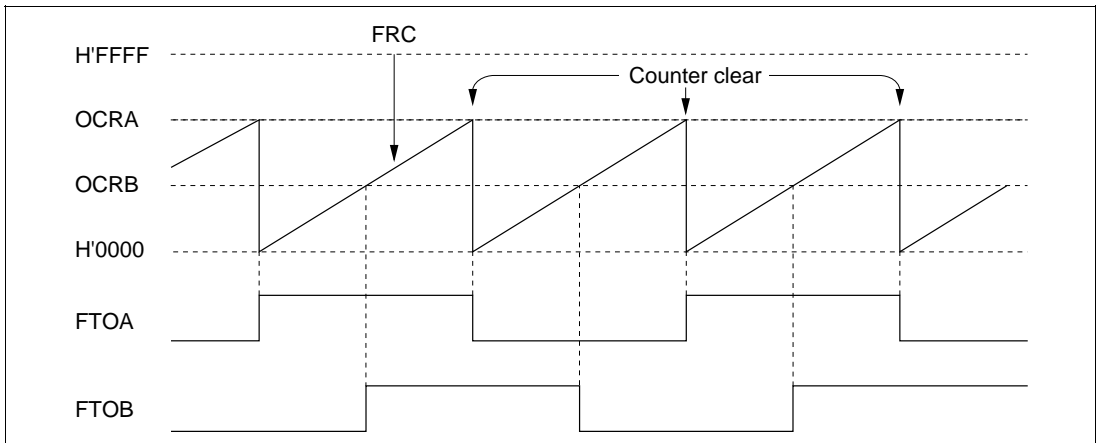 FRC
H'FFFF
Counter clear
OCRA
OCRB
H'0000
FTOA
FTOB